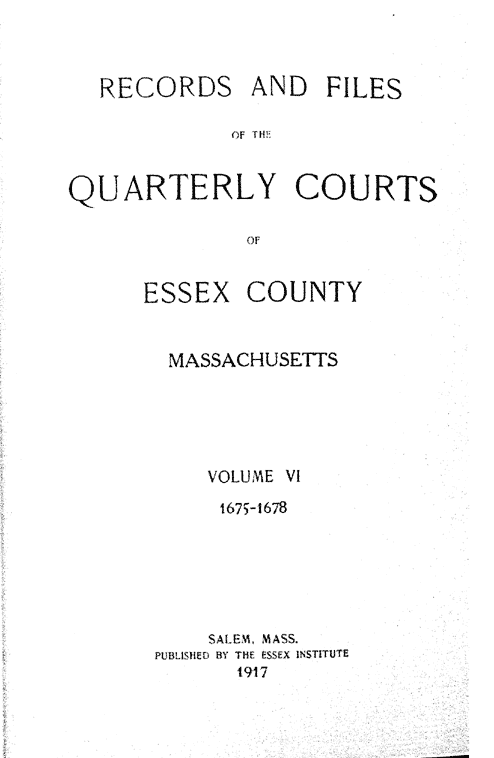 RECORDS AND FILES
OF THE
QUARTERLY COURTS
OF
ESSEX COUNTY
MASSACHUSETTS
VOLUME VI
1675-1678
SALEM, MASS.
PUBLISHED BY THE ESSEX INSTITUTE
1917